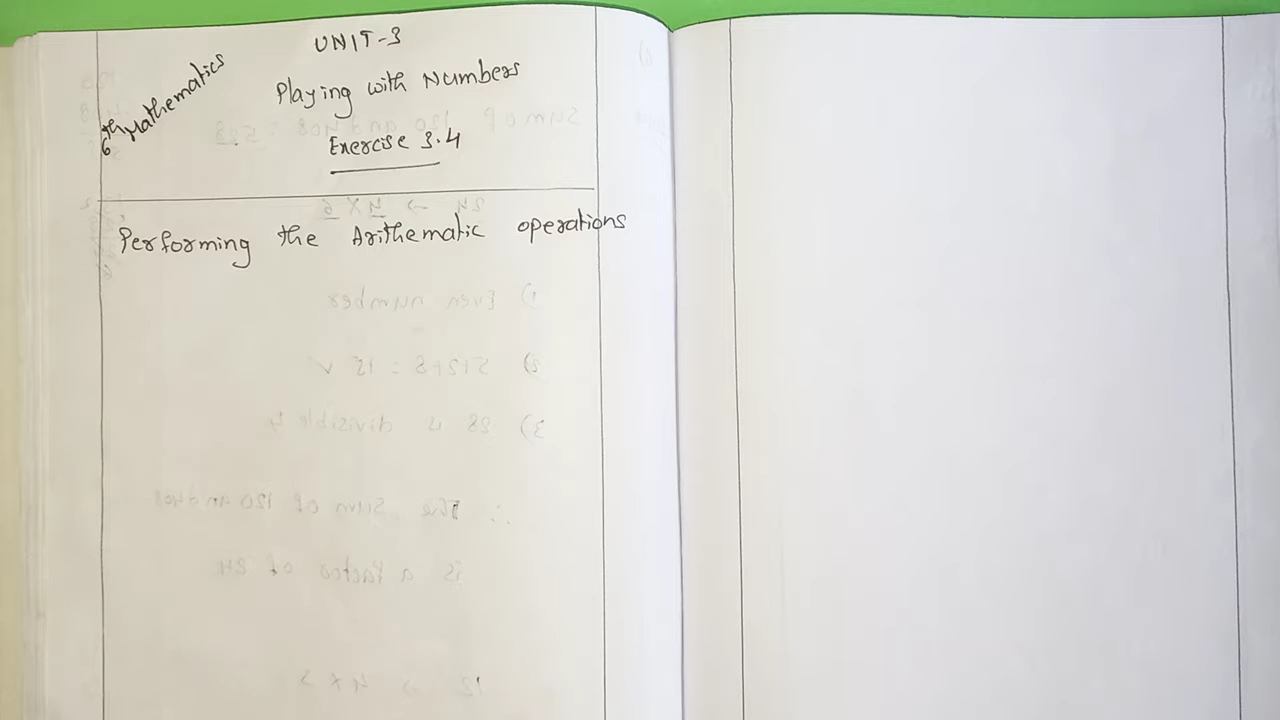 UNIT-3
6th Mathematics
Playing with Numbers
Exercise 3.4
Performing the Arithematic operations